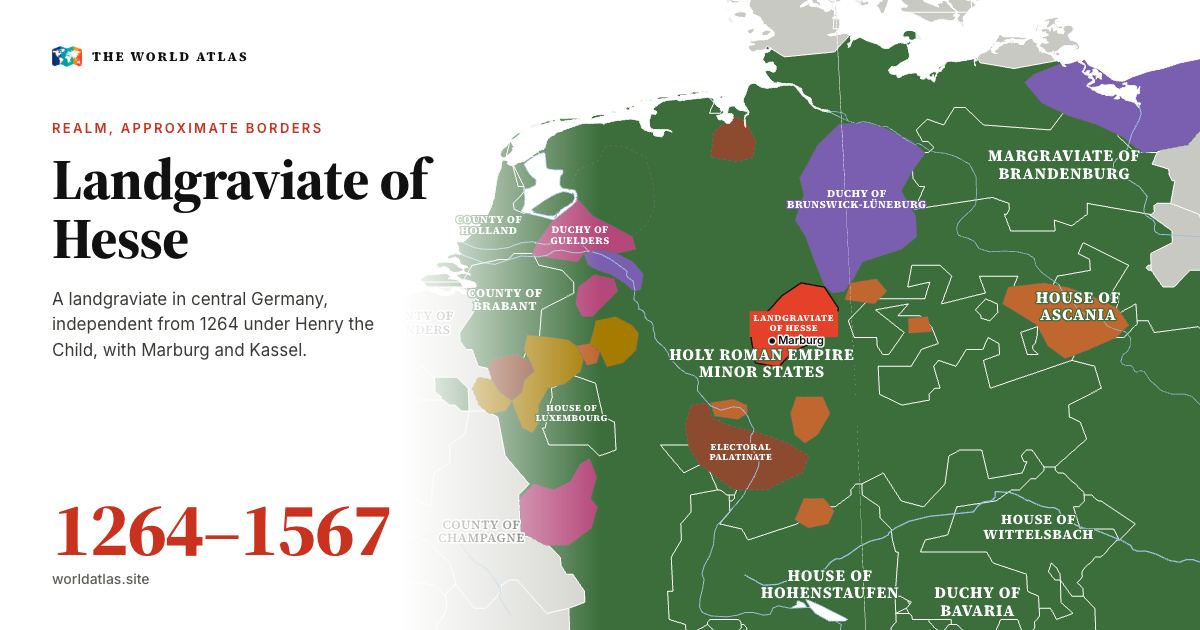 THE WORLD ATLAS
REALM, APPROXIMATE BORDERS
Landgraviate of
Hesse
A landgraviate in central Germany,
independent from 1264 under Henry the
Child, with Marburg and Kassel.
1264–1567
worldatlas.site
MARGRAVIATE OF
BRANDENBURG
DUCHY OF
BRUNSWICK-LÜNEBURG
COUNTY OF
HOLLAND
DUCHY OF
GUELDERS
COUNTY OF
BRABANT
HOUSE OF
ASCANIA
LANDGRAVIATE
OF HESSE
Marburg
HOLY ROMAN EMPIRE
MINOR STATES
HOUSE OF
LUXEMBOURG
ELECTORAL
PALATINATE
COUNTY OF
CHAMPAGNE
HOUSE OF
WITTELSBACH
HOUSE OF
HOHENSTAUFEN
DUCHY OF
BAVARIA